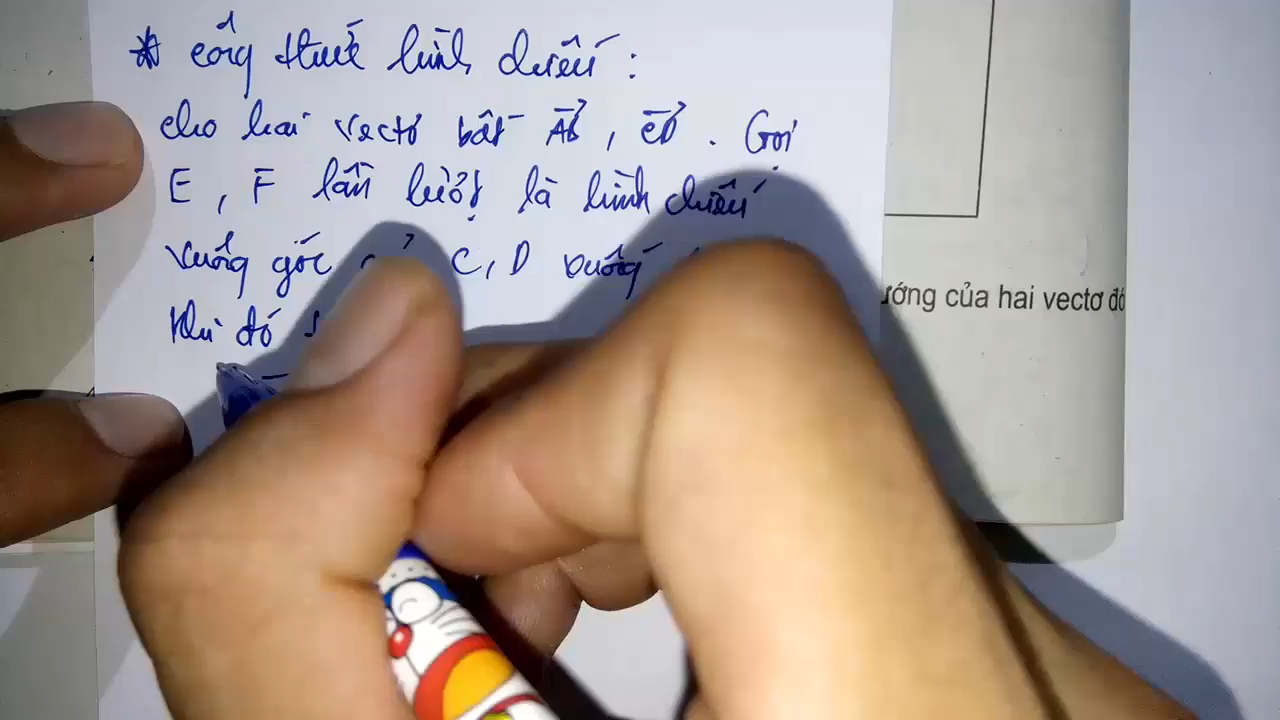 * công thức hình chiếu :
cho hai vectơ bất AB, CD. Gọi
E, F lần lượt là hình chiếu
vuông góc C, D vuông
Khi đó
ướng của hai vectơ đó